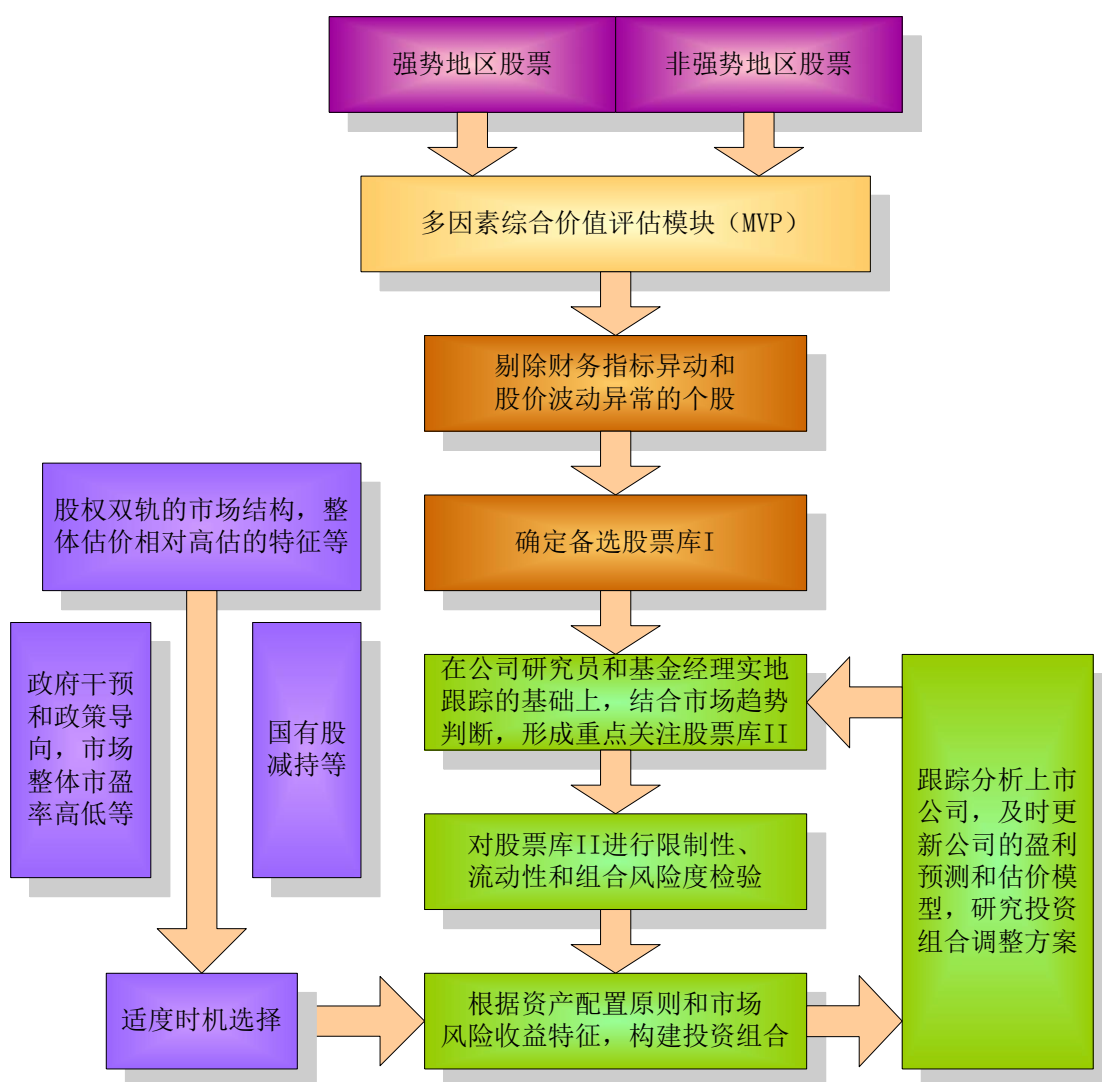 强势地区股票
非强势地区股票
多因素综合价值评估模块（MVP）
剔除财务指标异动和
股价波动异常的个股
确定备选股票库I
股权双轨的市场结构，整
体估价相对高估的特征等
政府干预
和政策导
向，市场
整体市盈
率高低等
国有股
减持等
在公司研究员和基金经理实地
跟踪的基础上，结合市场趋势
判断，形成重点关注股票库II
对股票库II进行限制性、
流动性和组合风险度检验
跟踪分析上市
公司，及时更
新公司的盈利
预测和估价模
型，研究投资
组合调整方案
适度时机选择
根据资产配置原则和市场
风险收益特征，构建投资组合